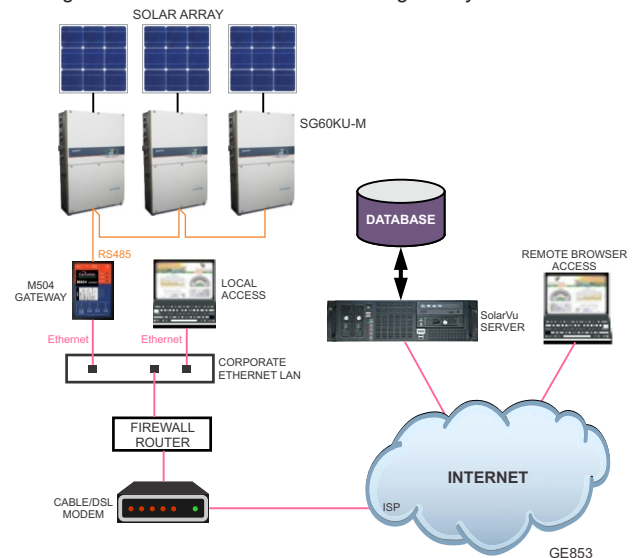 SOLAR ARRAY
SG60KU-M
DATABASE
RS485
REMOTE BROWSER
ACCESS
M504
GATEWAY
LOCAL
ACCESS
SolarVu
SERVER
Ethernet
Ethernet
CORPORATE
ETHERNET LAN
FIREWALL
ROUTER
INTERNET
CABLE/DSL
MODEM
ISP
GE853